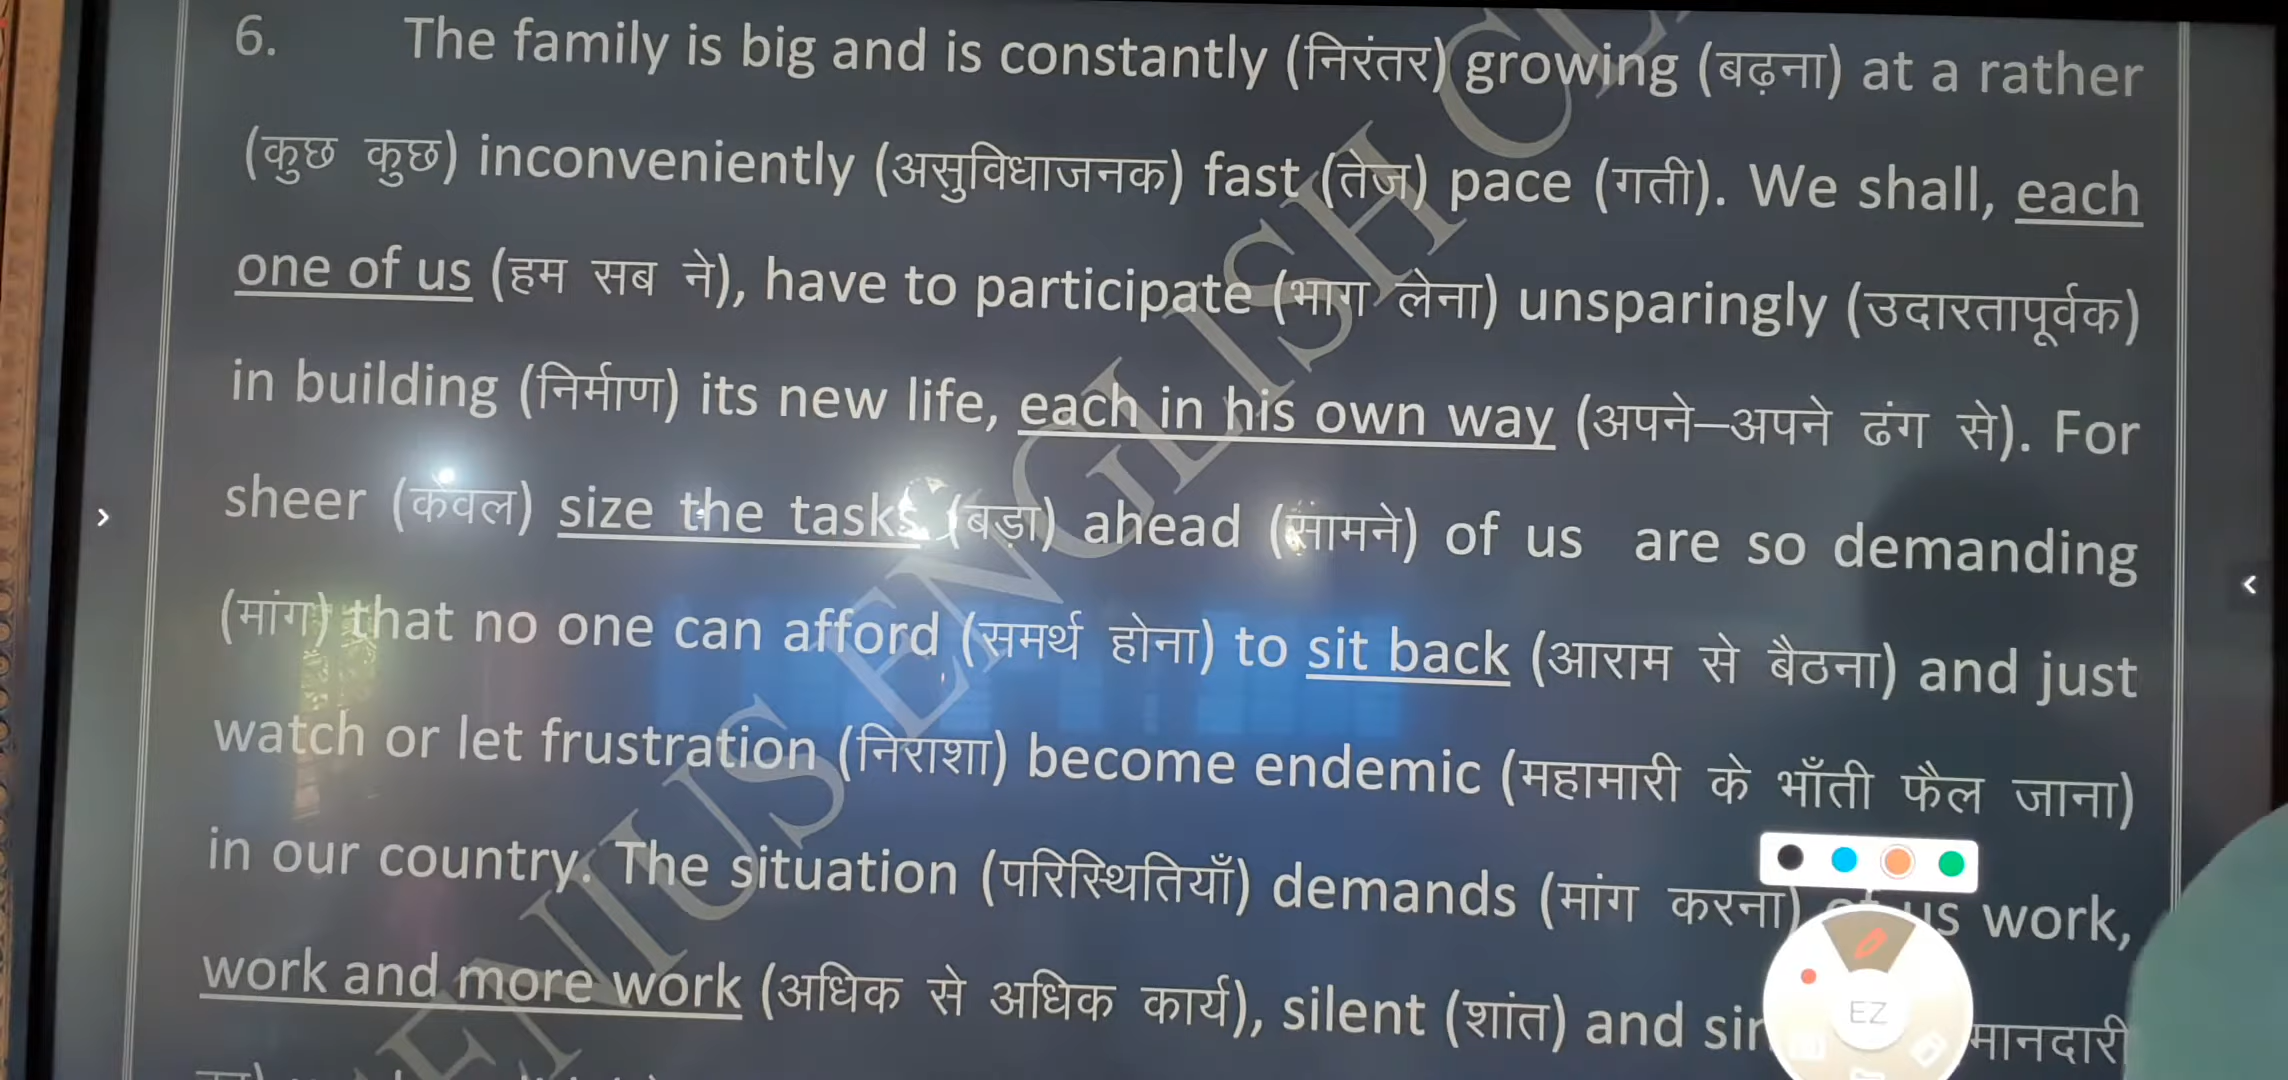 6. The family is big and is constantly (निरंतर) growing (बढ़ना) at a rather
(कुछ कुछ) inconveniently (असुविधाजनक) fast (तेज) pace (गती). We shall, each
one of us (हम सब ने), have to participate (भाग लेना) unsparingly (उदारतापूर्वक)
in building (निर्माण) its new life, each in his own way (अपने–अपने ढंग से). For
sheer (केवल) size the tasks (बड़ा) ahead (सामने) of us are so demanding
(मांग) that no one can afford (समर्थ होना) to sit back (आराम से बैठना) and just
watch or let frustration (निराशा) become endemic (महामारी के भाँती फैल जाना)
in our country. The situation (परिस्थितियाँ) demands (मांग करना) us work,
work and more work (अधिक से अधिक कार्य), silent (शांत) and
GENIUS ENGLISH
EZ